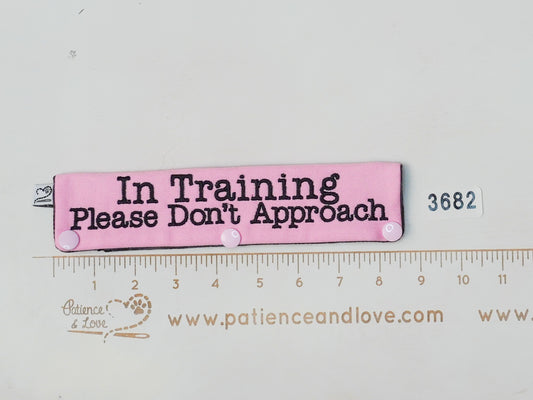 In Training
Please Don't Approach
3682
1 2 3 4 5 6 7 8 9 10 11
Patience
& Love
www.patienceandlove.com
www.